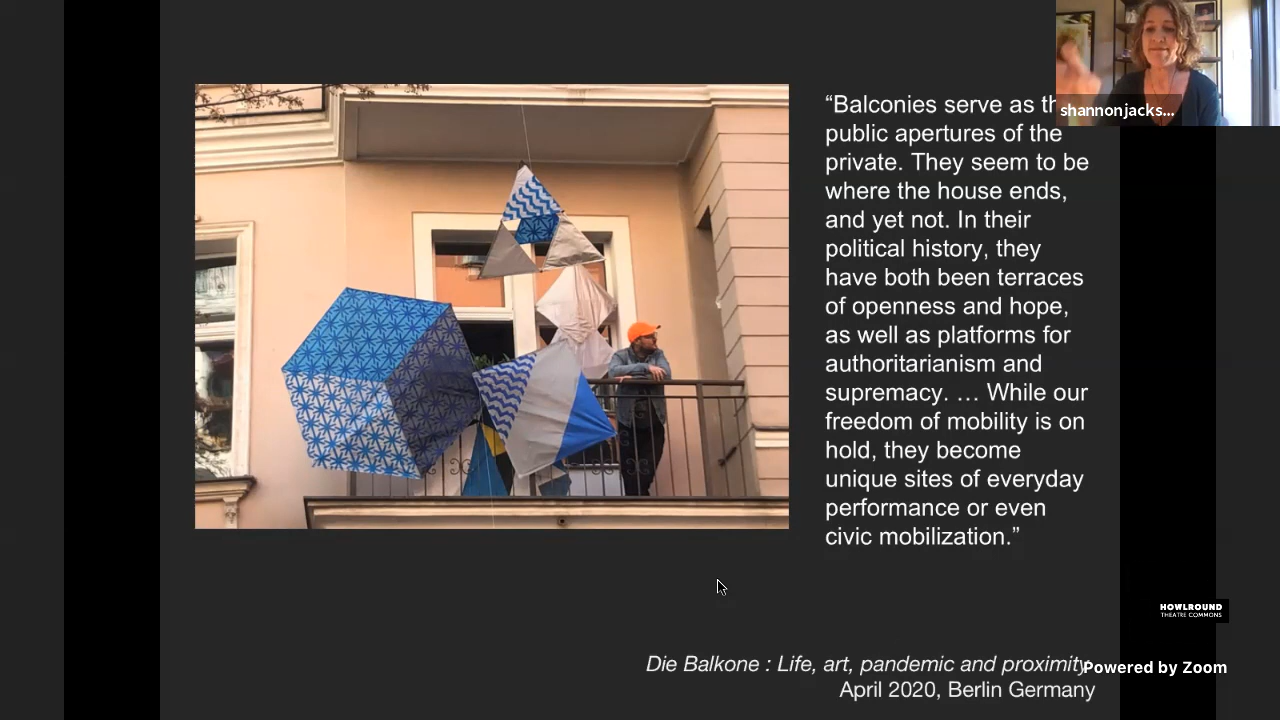 shannonjacks...
“Balconies serve as th
public apertures of the
private. They seem to be
where the house ends,
and yet not. In their
political history, they
have both been terraces
of openness and hope,
as well as platforms for
authoritarianism and
supremacy. … While our
freedom of mobility is on
hold, they become
unique sites of everyday
performance or even
civic mobilization.”
HOWLROUND
THEATRE COMMONS
Die Balkone : Life, art, pandemic and proximity
Powered by Zoom
April 2020, Berlin Germany